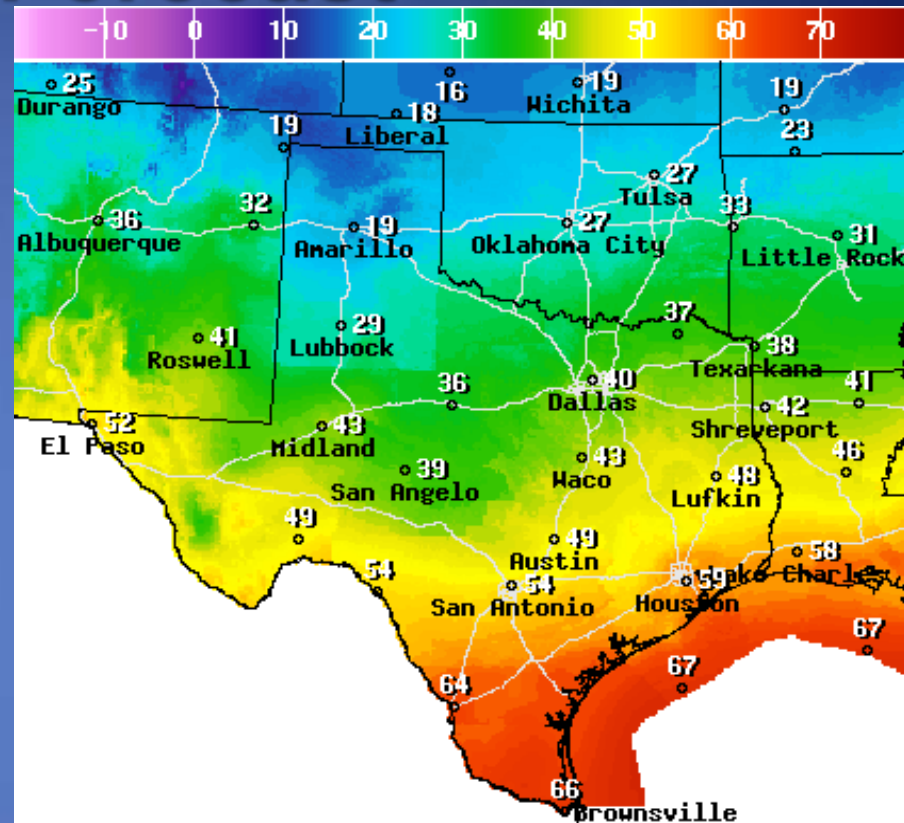 -10 0 10 20 30 40 50 60 70
25
Durango
16
19
Wichita
19
18
Liberal
19
23
27
Tulsa
36
Albuquerque
32
19
Amarillo
27
Oklahoma City
33
31
Little Rock
41
Roswell
29
Lubbock
37
38
Texarkana
36
40
Dallas
41
42
Shreveport
52
El Paso
43
Midland
39
San Angelo
43
Waco
48
Lufkin
46
49
49
Austin
58
Lake Charles
54
54
San Antonio
59
Houston
64
67
67
66
Brownsville